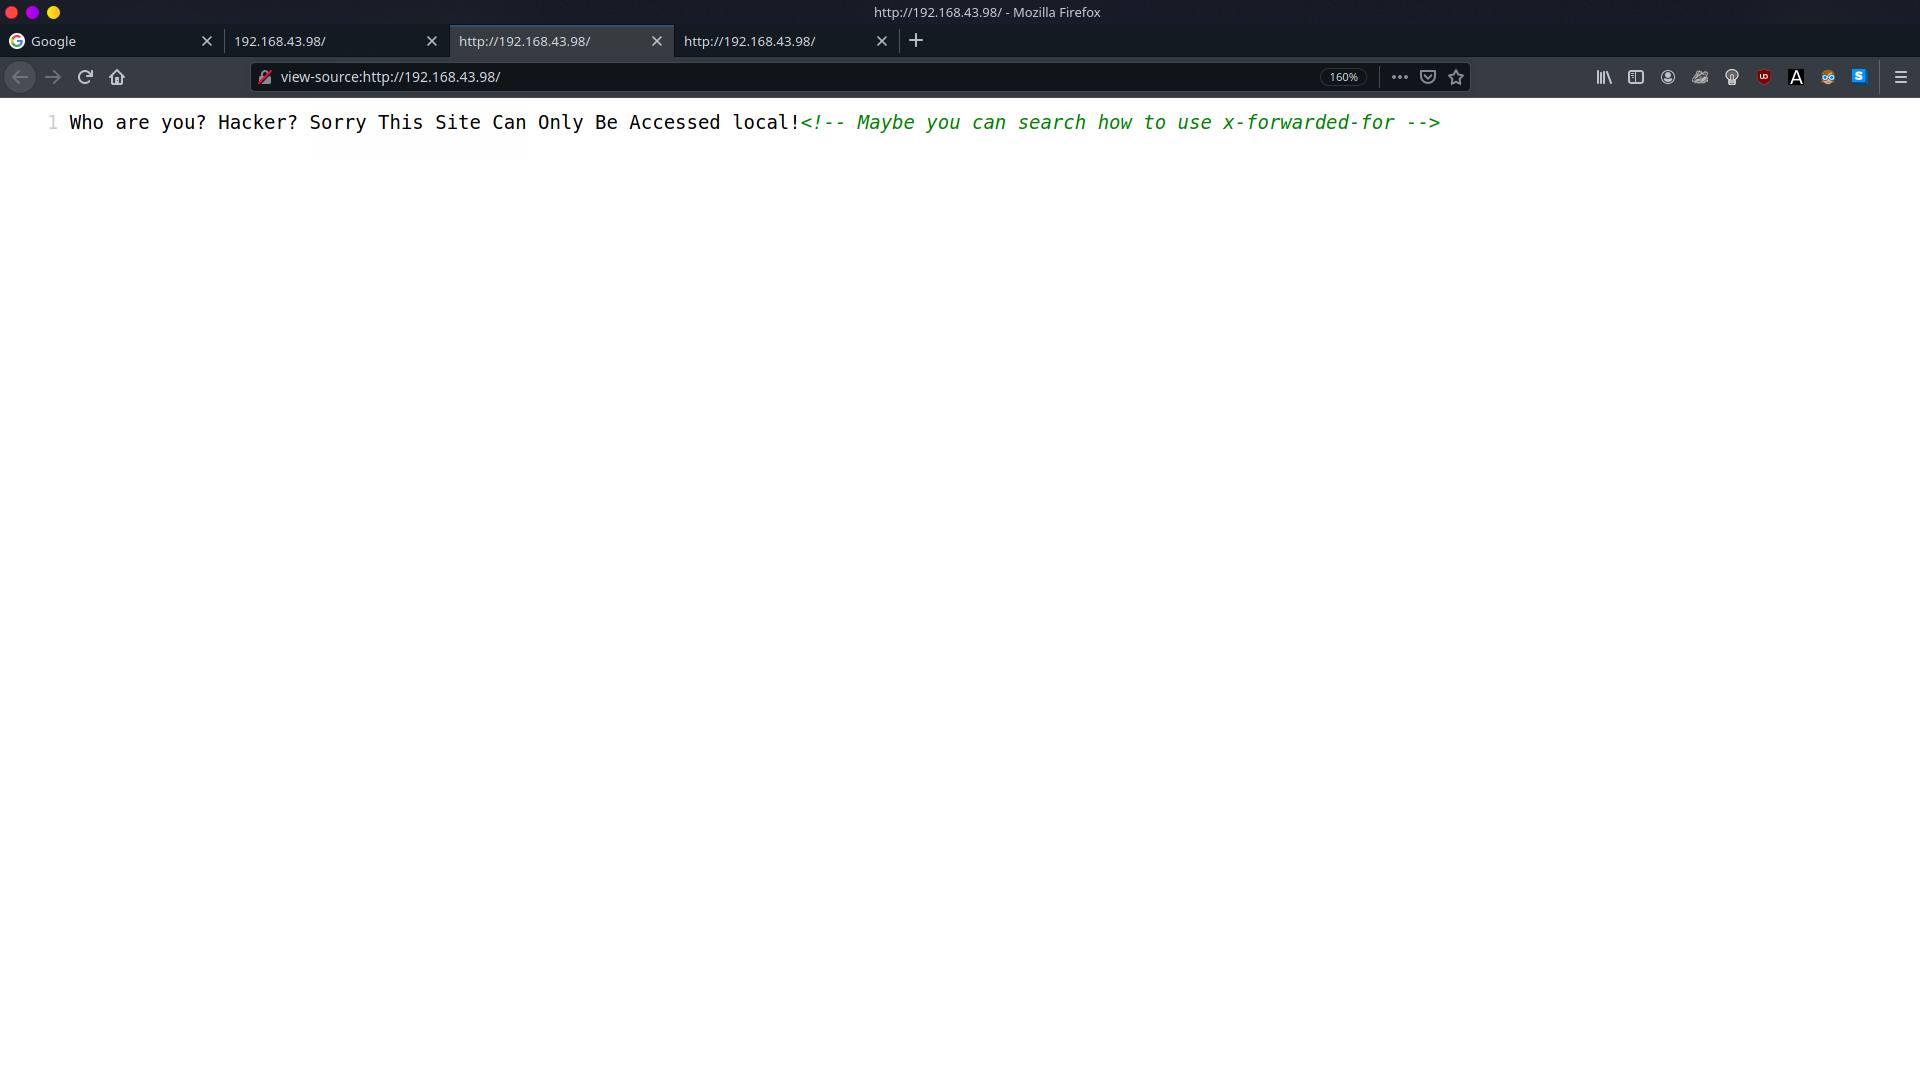 http://192.168.43.98/ - Mozilla Firefox
Google
192.168.43.98/
http://192.168.43.98/
http://192.168.43.98/
view-source:http://192.168.43.98/
160%
1 Who are you? Hacker? Sorry This Site Can Only Be Accessed local!<!-- Maybe you can search how to use x-forwarded-for -->